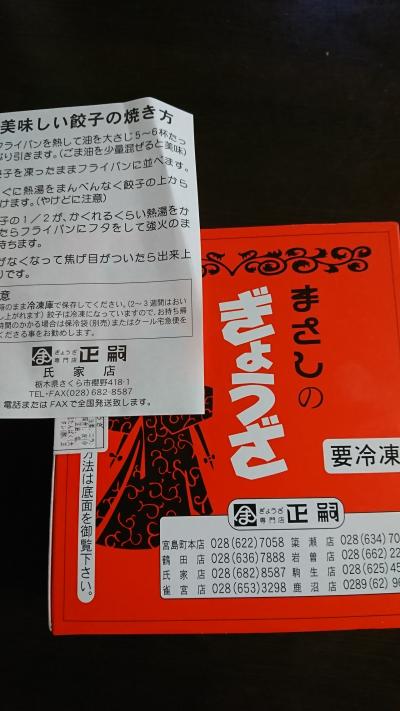 美味しい餃子の焼き方
フライパンを熱して油を大さじ5〜6杯たっ
ぷり引きます。(ごま油を少量混ぜると美味)
子を凍ったままフライパンに並べます。
ぐに熱湯をまんべんなく餃子の上から
けます。(やけどに注意)
子の1/2が、かくれるくらい熱湯をか
たらフライパンにフタをして強火のま
待ちます。
がなくなって焦げ目がついたら出来上
りです。
意
のまま冷凍庫で保存してください。(2〜3週間はおい
し上がれます)餃子は冷凍になっていますので、お持ち帰
時間のかかる場合は保冷袋(別売)またはクール宅急便を
くださる事をお勧めします。
ぎょうざ
専門店
正嗣
氏家店
栃木県さくら市櫻野418-1
TEL・FAX(028)682-8587
電話またはFAXで全国発送致します。
まさしの
ぎょうざ
要冷凍
方法は底面を御覧下さい。
ぎょうざ
専門店
正嗣
宮島町本店 028(622)7058 簗瀬店 028(634)70
鶴田店 028(636)7888 岩曽店 028(662)22
氏家店 028(682)8587 駒生店 028(625)45
雀宮店 028(653)3298 鹿沼店 0289(62)96